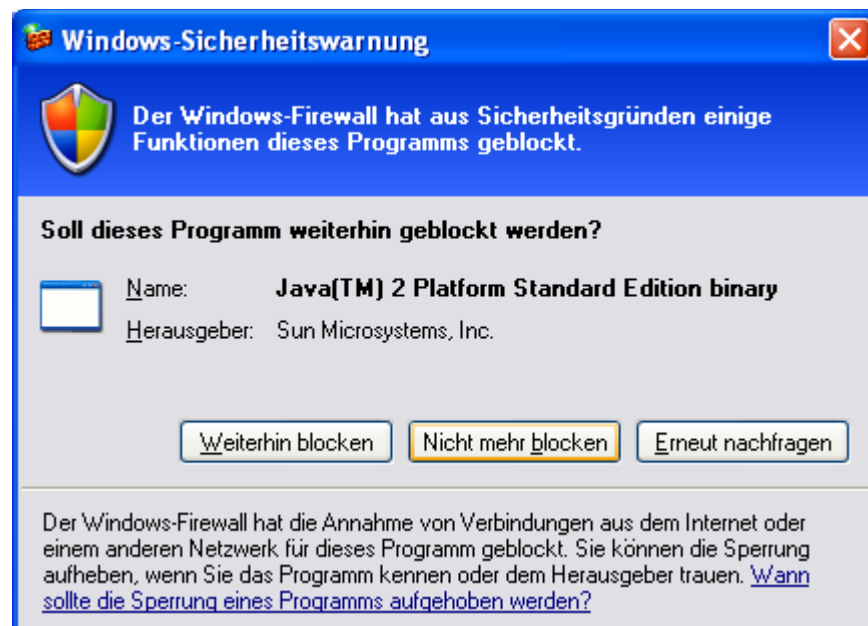 Windows-Sicherheitswarnung
Der Windows-Firewall hat aus Sicherheitsgründen einige
Funktionen dieses Programms geblockt.
Soll dieses Programm weiterhin geblockt werden?
Name: Java(TM) 2 Platform Standard Edition binary
Herausgeber: Sun Microsystems, Inc.
Weiterhin blocken Nicht mehr blocken Erneut nachfragen
Der Windows-Firewall hat die Annahme von Verbindungen aus dem Internet oder
einem anderen Netzwerk für dieses Programm geblockt. Sie können die Sperrung
aufheben, wenn Sie das Programm kennen oder dem Herausgeber trauen. Wann
sollte die Sperrung eines Programms aufgehoben werden?